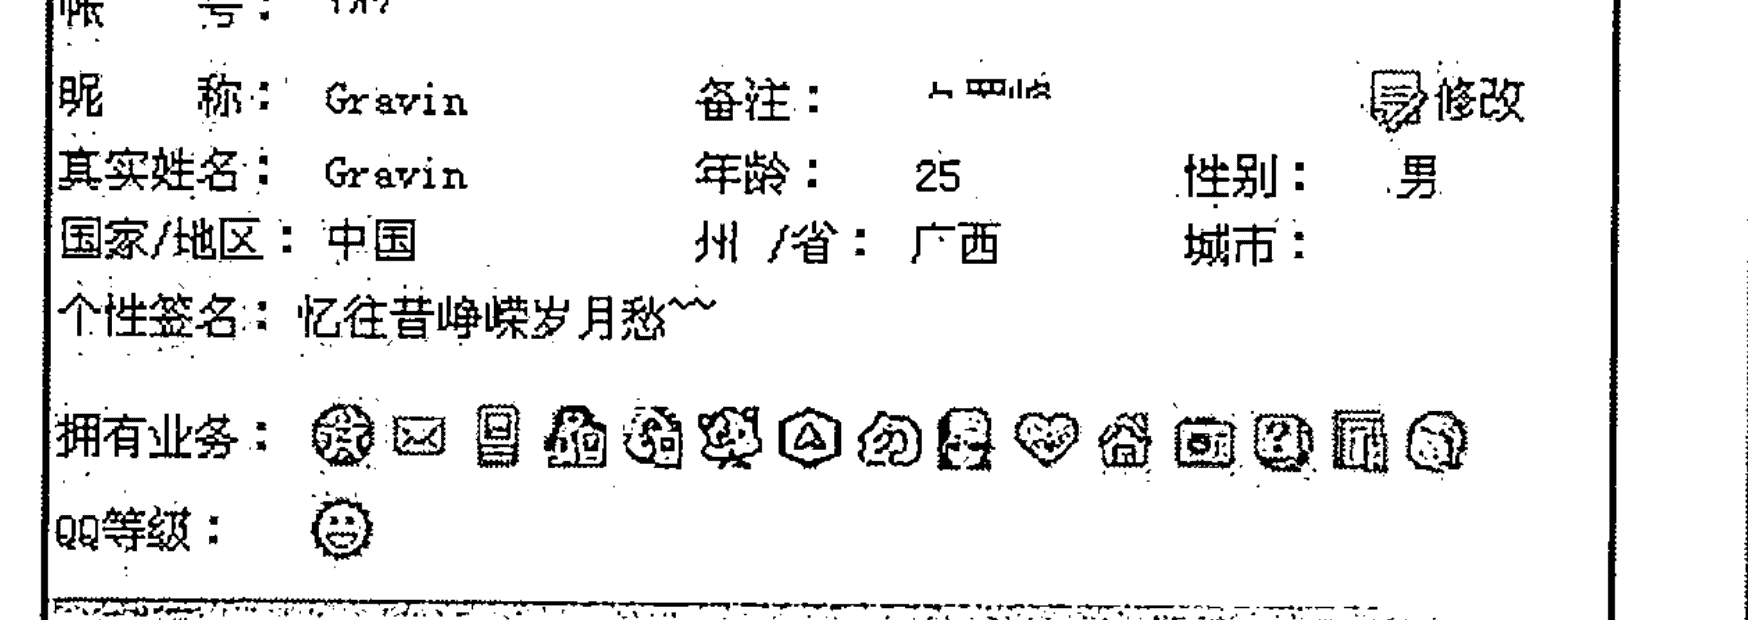 帐 号：
昵 称： Gravin 备注： 修改
真实姓名： Gravin 年龄： 25 性别： 男
国家/地区： 中国 州 /省： 广西 城市：
个性签名： 忆往昔峥嵘岁月愁~~
拥有业务：
QQ等级：